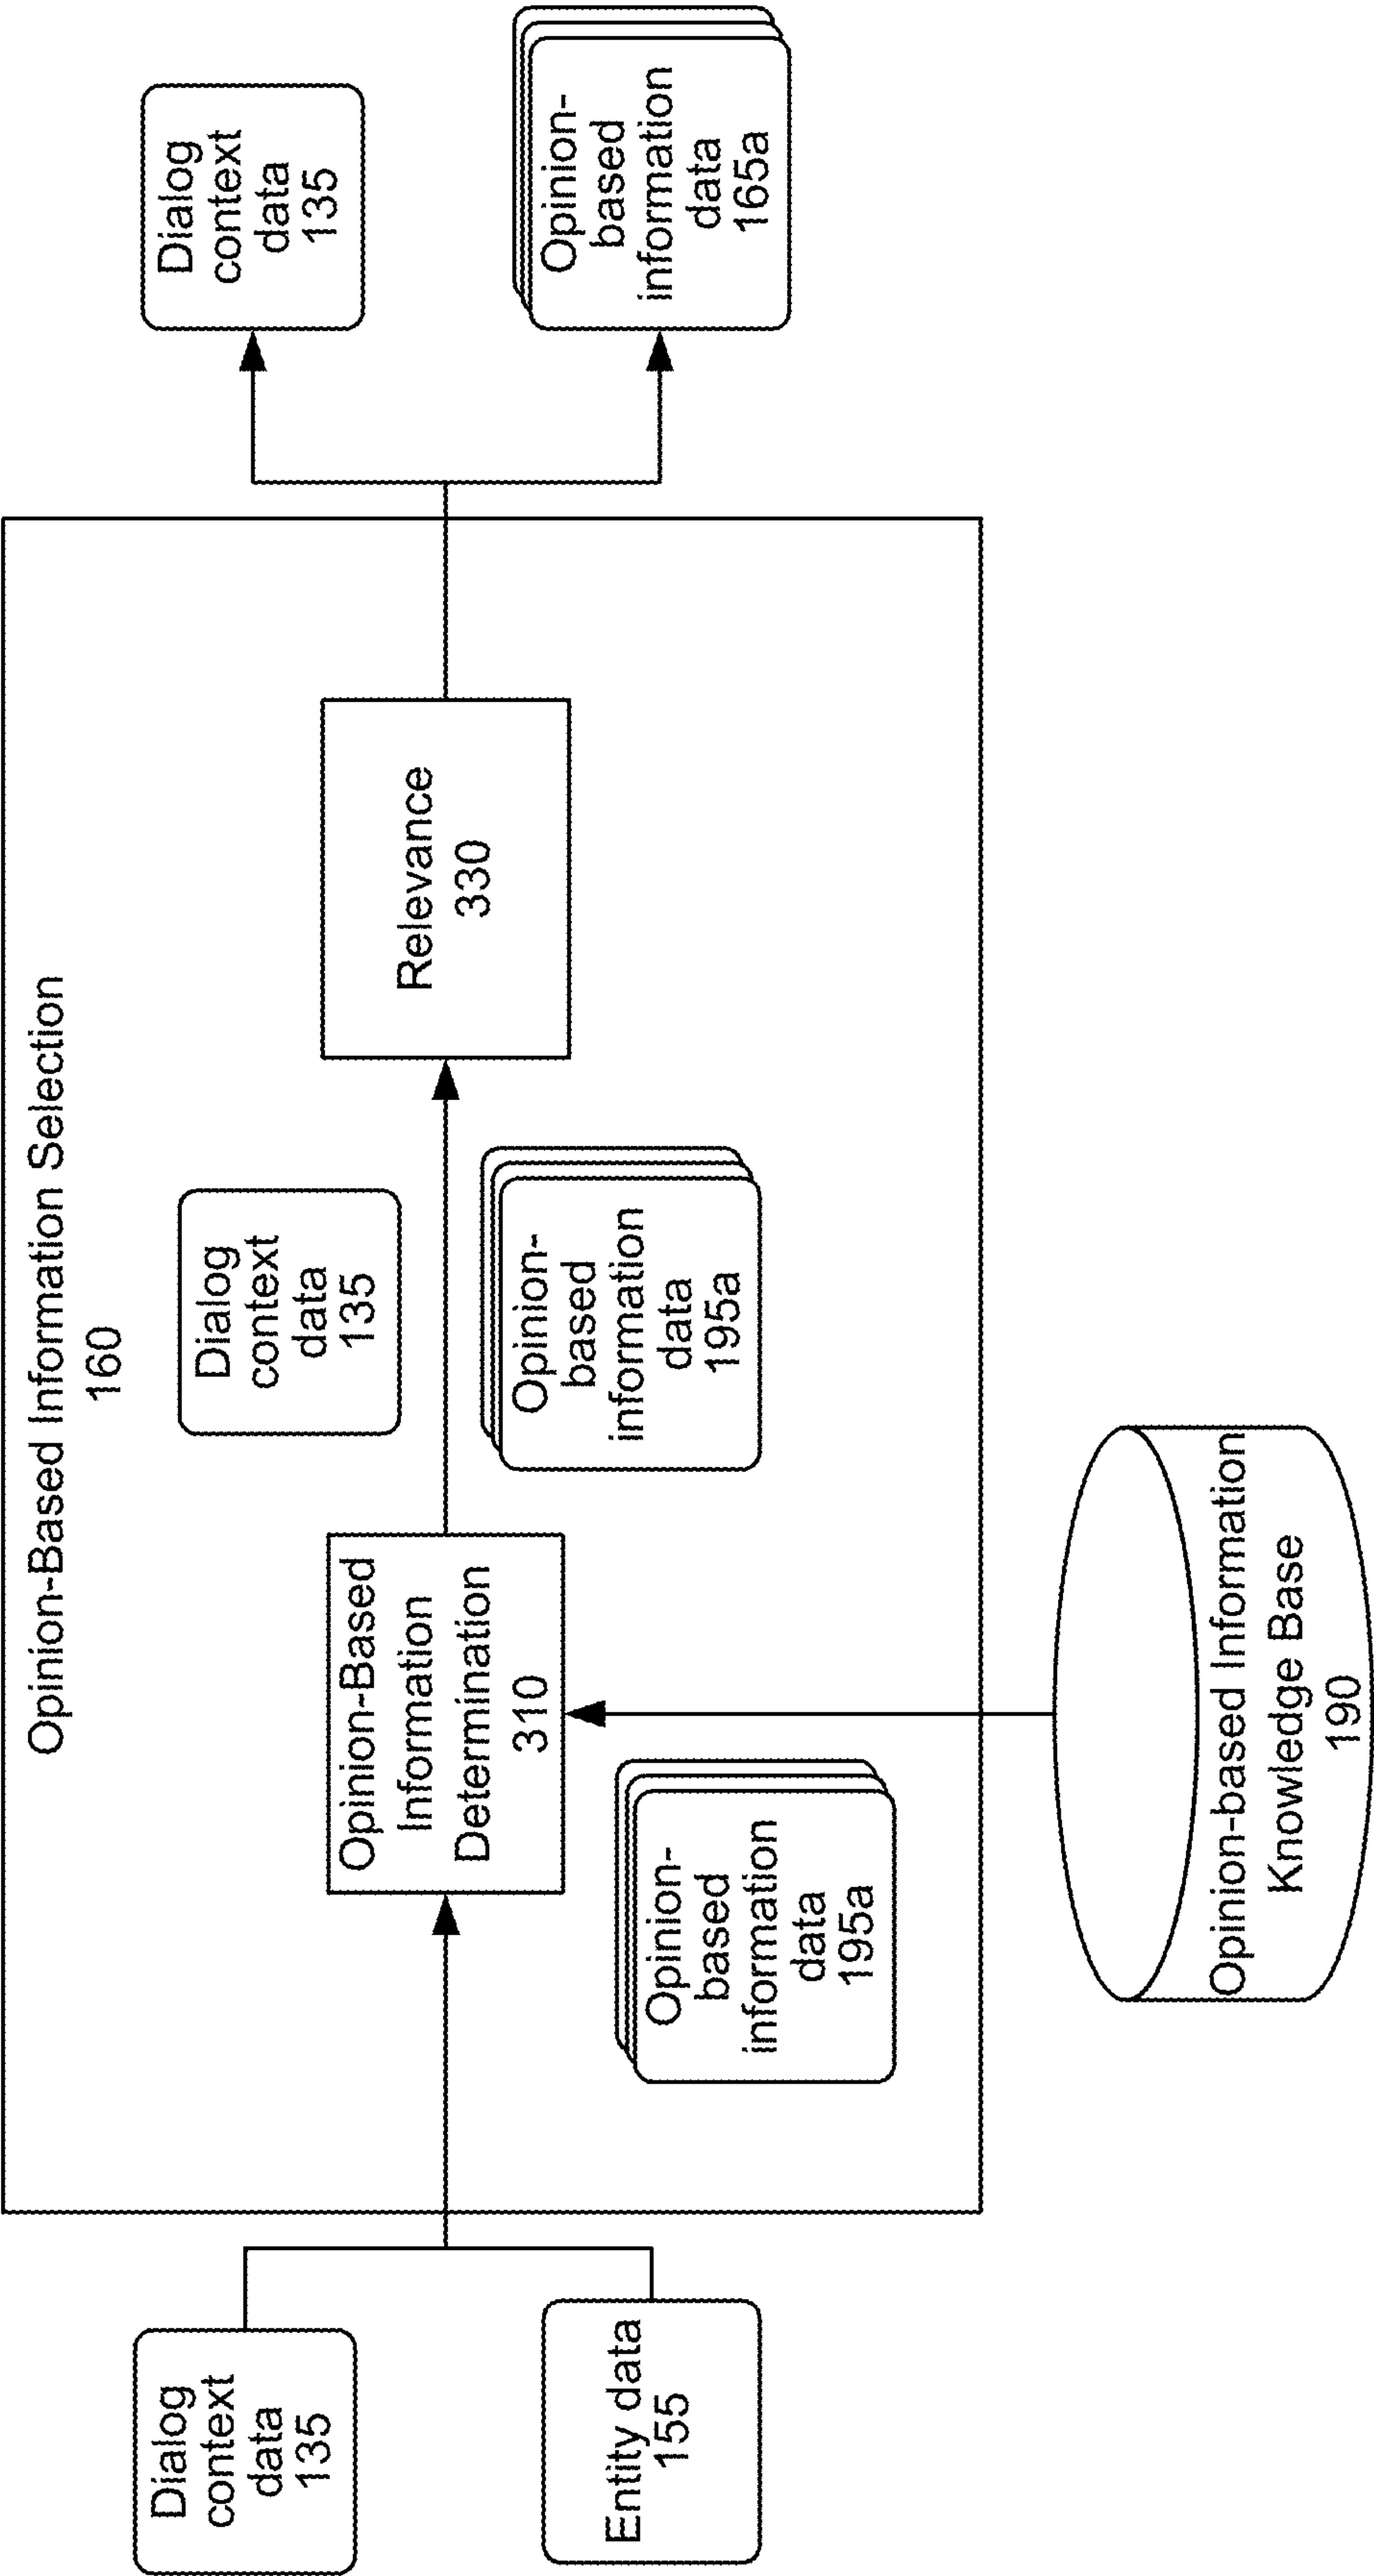 Opinion-Based Information Selection
160
Dialog
context
data
135
Entity data
155
Opinion-Based
Information
Determination
310
Opinion-
based
information
data
195a
Opinion-based Information
Knowledge Base
190
Dialog
context
data
135
Opinion-
based
information
data
195a
Relevance
330
Dialog
context
data
135
Opinion-
based
information
data
165a